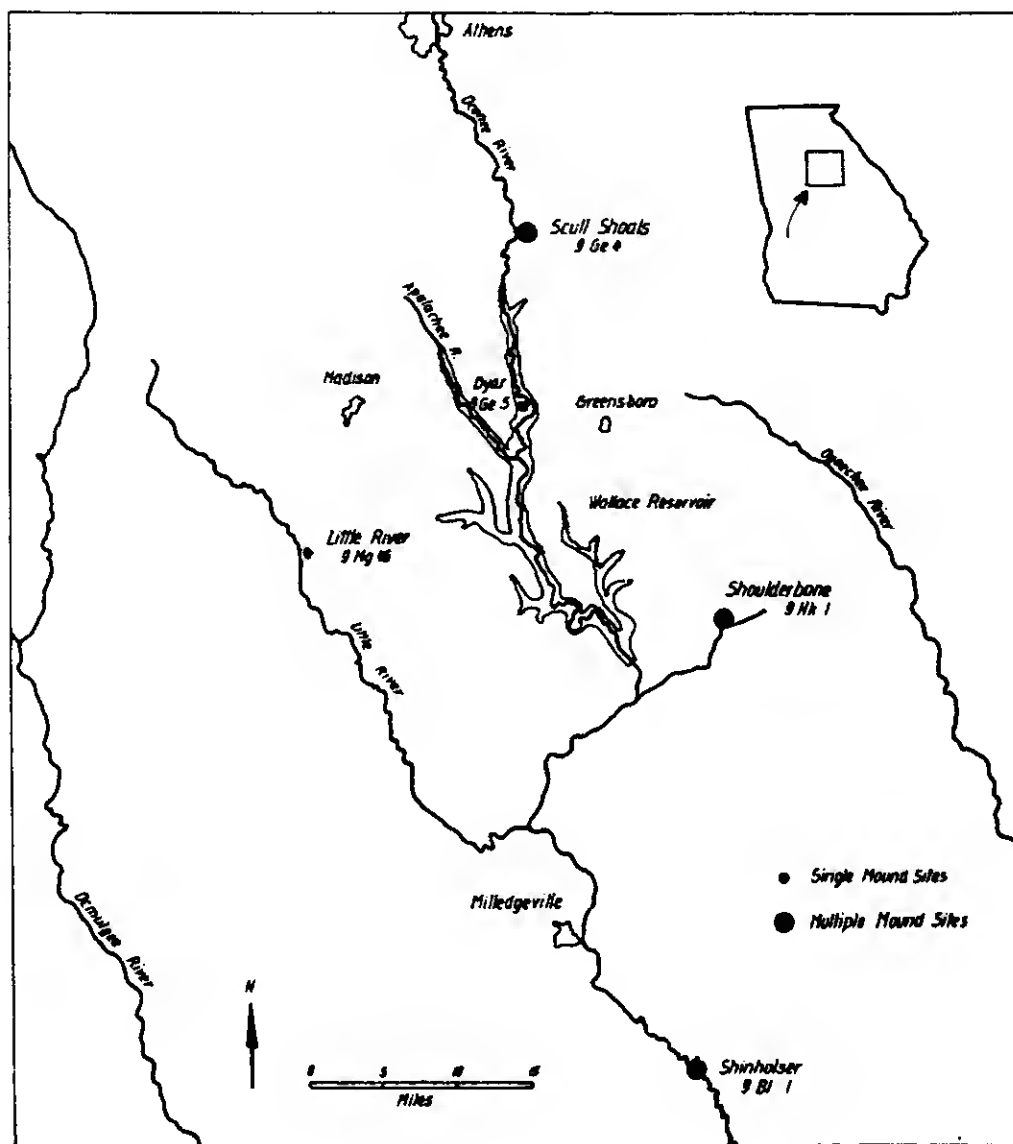 Athens
Oconee River
Scull Shoals
9 Ge 4
Apalachee R.
Madison
Dyar
9 Ge 5
Greensboro
Ogeechee River
Wallace Reservoir
Little River
9 Mg 46
Shoulderbone
9 Hk 1
Little River
Single Mound Sites
Milledgeville
Multiple Mound Sites
Ocmulgee River
N
0 5 10 15
Miles
Shinholser
9 Bl 1